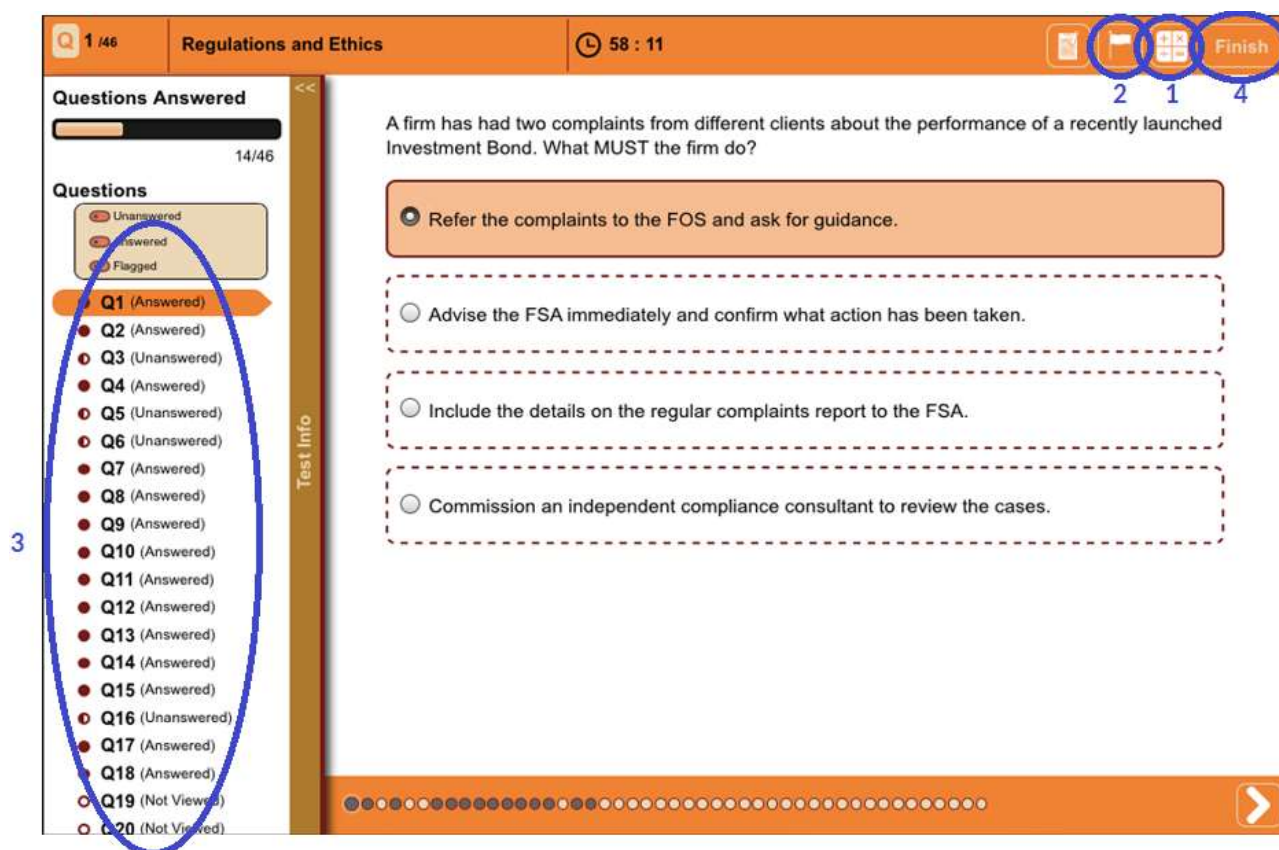 Q 1 /46 Regulations and Ethics 58 : 11 Finish
2 1 4
Questions Answered
<<
14/46
Questions
Unanswered
Answered
Flagged
Q1 (Answered)
Q2 (Answered)
Q3 (Unanswered)
Q4 (Answered)
Q5 (Unanswered)
Q6 (Unanswered)
Q7 (Answered)
Q8 (Answered)
Q9 (Answered)
Q10 (Answered)
Q11 (Answered)
Q12 (Answered)
Q13 (Answered)
Q14 (Answered)
Q15 (Answered)
Q16 (Unanswered)
Q17 (Answered)
Q18 (Answered)
Q19 (Not Viewed)
Q20 (Not Viewed)
3
Test Info
A firm has had two complaints from different clients about the performance of a recently launched
Investment Bond. What MUST the firm do?
Refer the complaints to the FOS and ask for guidance.
Advise the FSA immediately and confirm what action has been taken.
Include the details on the regular complaints report to the FSA.
Commission an independent compliance consultant to review the cases.